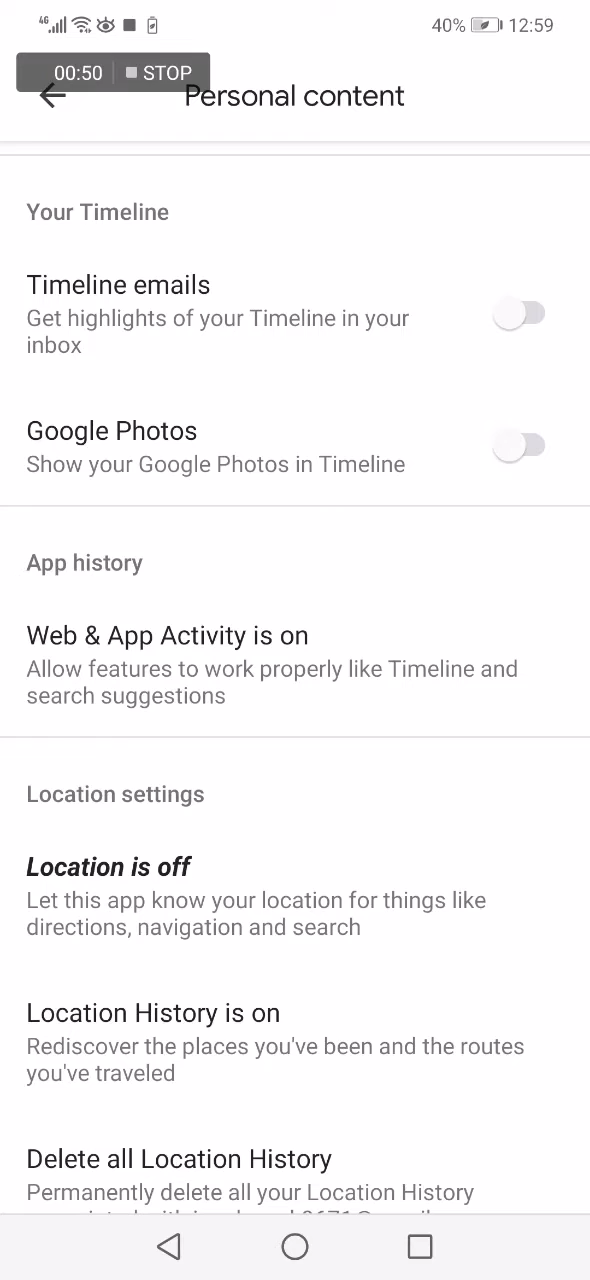 46 40% 12:59
00:50 STOP
Personal content
Your Timeline
Timeline emails
Get highlights of your Timeline in your
inbox
Google Photos
Show your Google Photos in Timeline
App history
Web & App Activity is on
Allow features to work properly like Timeline and
search suggestions
Location settings
Location is off
Let this app know your location for things like
directions, navigation and search
Location History is on
Rediscover the places you've been and the routes
you've traveled
Delete all Location History
Permanently delete all your Location History